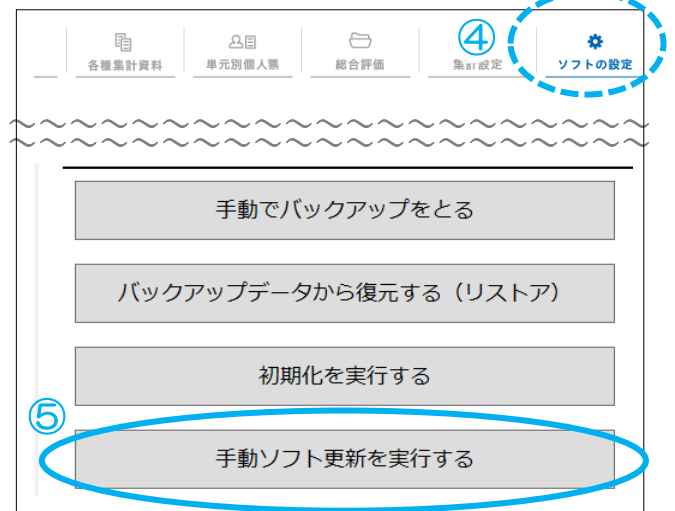 ④
各種集計資料
単元別個人票
総合評価
集計設定
ソフトの設定
手動でバックアップをとる
バックアップデータから復元する（リストア）
初期化を実行する
⑤
手動ソフト更新を実行する